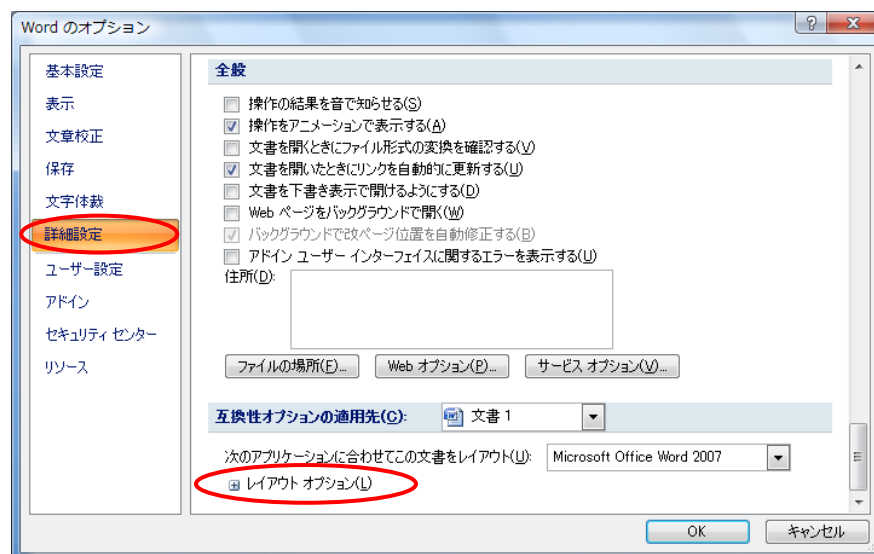 Word のオプション
基本設定
表示
文章校正
保存
文字体裁
詳細設定
ユーザー設定
アドイン
セキュリティ センター
リソース
全般
操作の結果を音で知らせる(S)
操作をアニメーションで表示する(A)
文書を開くときにファイル形式の変換を確認する(V)
文書を開いたときにリンクを自動的に更新する(U)
文書を下書き表示で開けるようにする(D)
Web ページをバックグラウンドで開く(W)
バックグラウンドで改ページ位置を自動修正する(B)
アドイン ユーザー インターフェイスに関するエラーを表示する(U)
住所(D):
ファイルの場所(F)... Web オプション(P)... サービス オプション(V)...
互換性オプションの適用先(C): 文書 1
次のアプリケーションに合わせてこの文書をレイアウト(U): Microsoft Office Word 2007
レイアウト オプション(L)
OK キャンセル